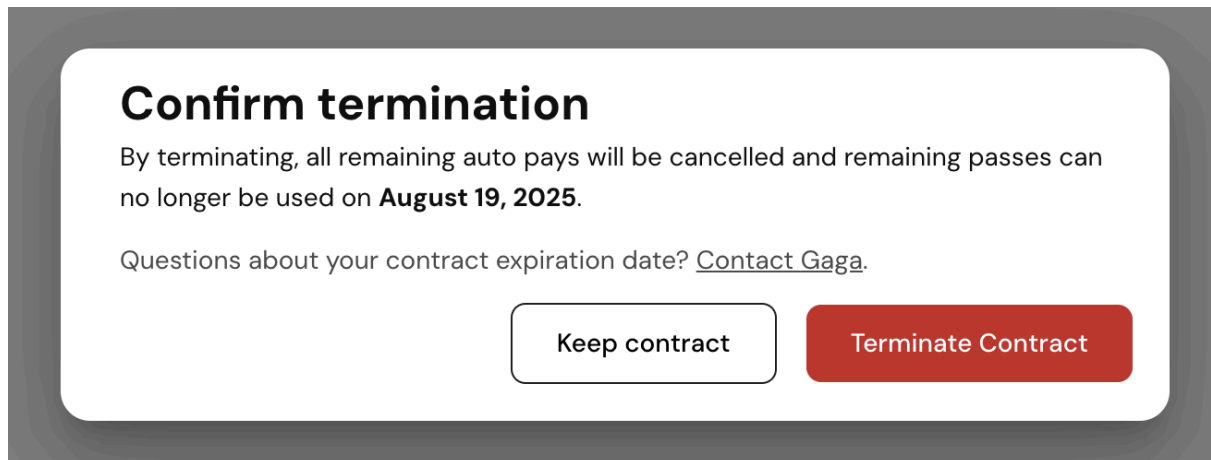 Confirm termination
By terminating, all remaining auto pays will be cancelled and remaining passes can
no longer be used on August 19, 2025.
Questions about your contract expiration date? Contact Gaga.
Keep contract
Terminate Contract